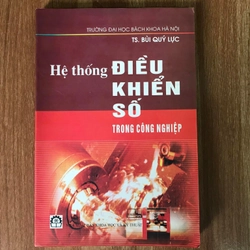 TRƯỜNG ĐẠI HỌC BÁCH KHOA HÀ NỘI
TS. BÙI QUÝ LỰC
Hệ thống ĐIỀU
KHIỂN
SỐ
TRONG CÔNG NGHIỆP